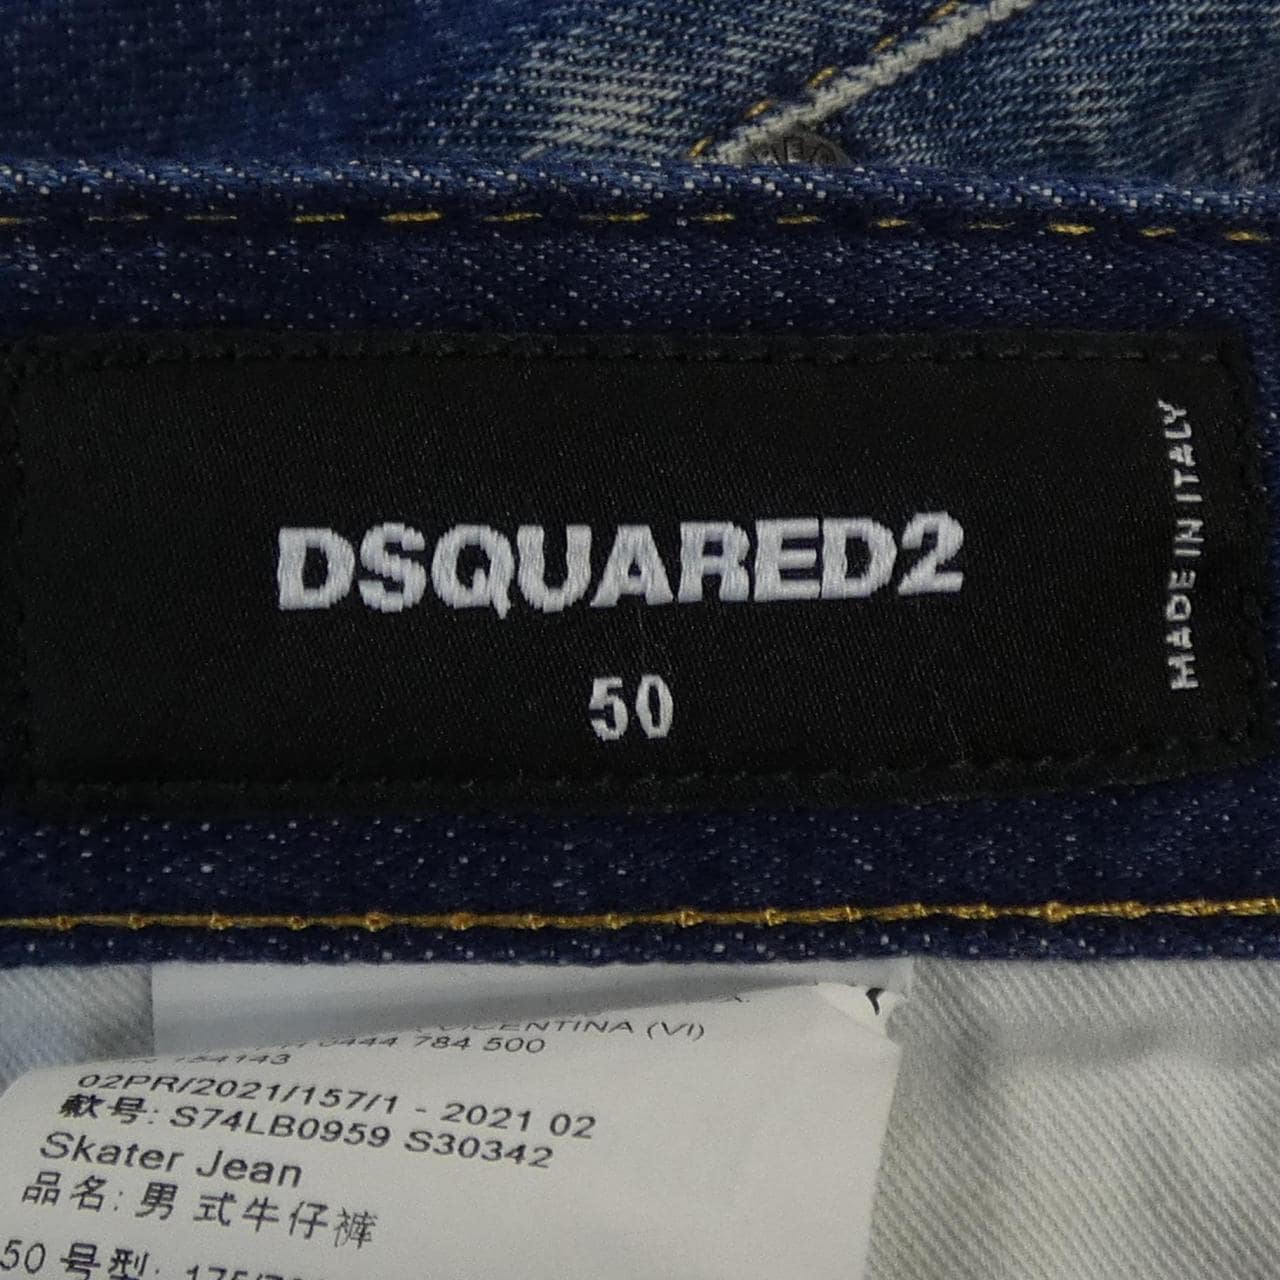 DSQUARED2
50
MADE IN ITALY
VICENTINA (VI)
0444 784 500
154143
02PR/2021/157/1 - 2021 02
款号: S74LB0959 S30342
Skater Jean
品名: 男式牛仔裤
50 号型: